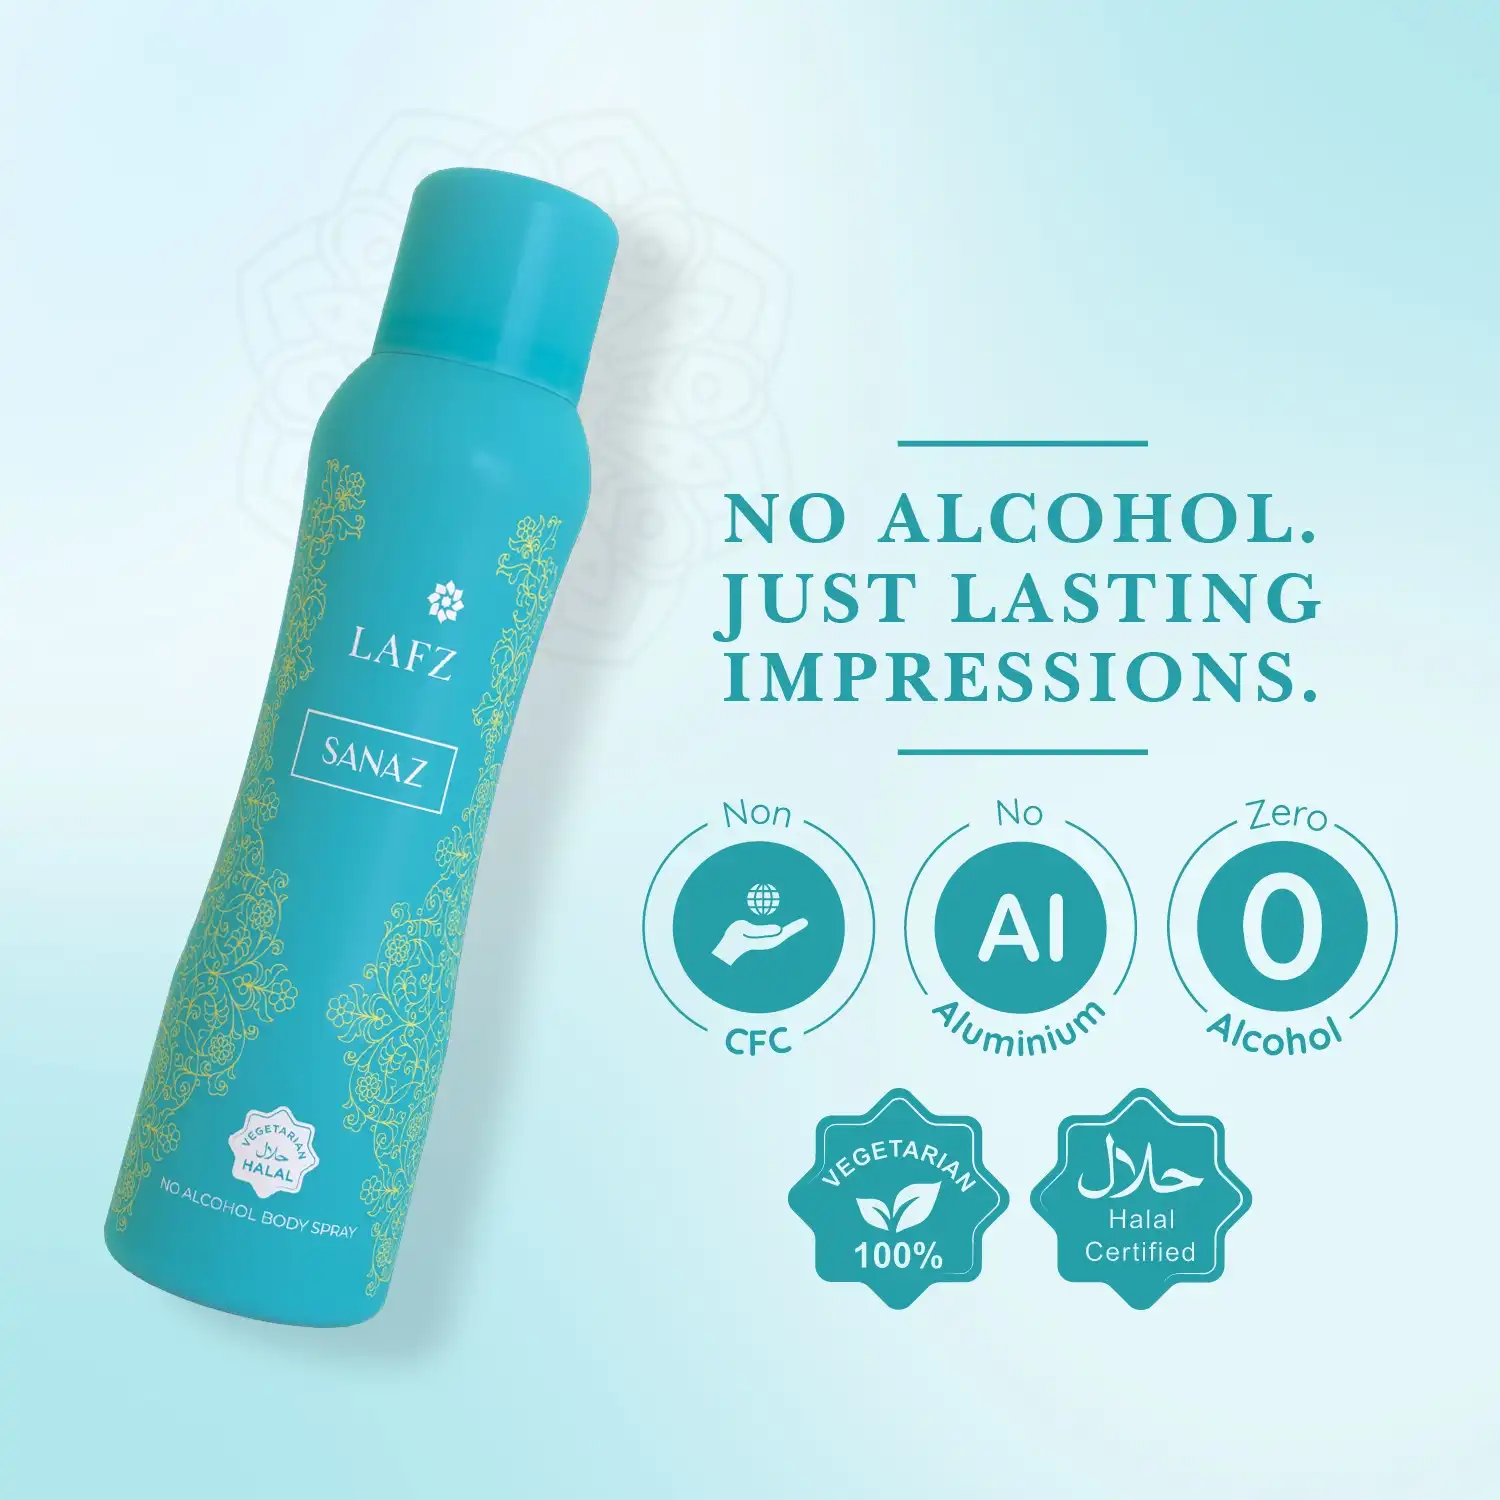 LAFZ
SANAZ
VEGETARIAN
حلال
HALAL
NO ALCOHOL BODY SPRAY
NO ALCOHOL.
JUST LASTING
IMPRESSIONS.
Non
CFC
No
Al
Aluminium
Zero
0
Alcohol
VEGETARIAN
100%
حلال
Halal
Certified